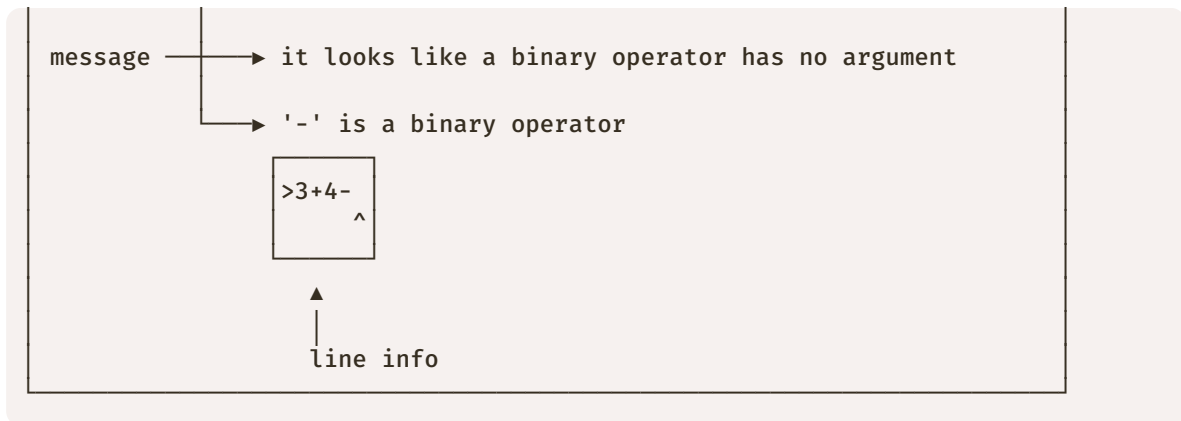 message ───► it looks like a binary operator has no argument
'-' is a binary operator
>3+4-
^
line info